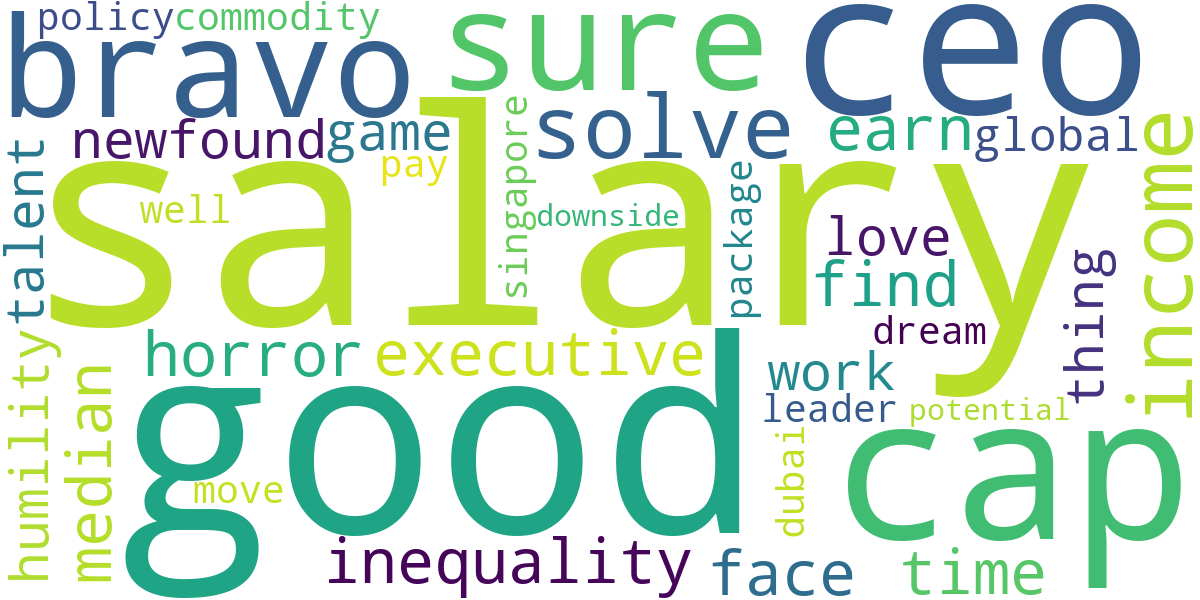 policy
commodity
bravo
sure
ceo
newfound
game
solve
earn
global
pay
talent
salary
well
singapore
downside
package
love
find
income
dream
thing
horror
executive
work
humility
median
good
leader
potential
cap
move
dubai
inequality
face
time